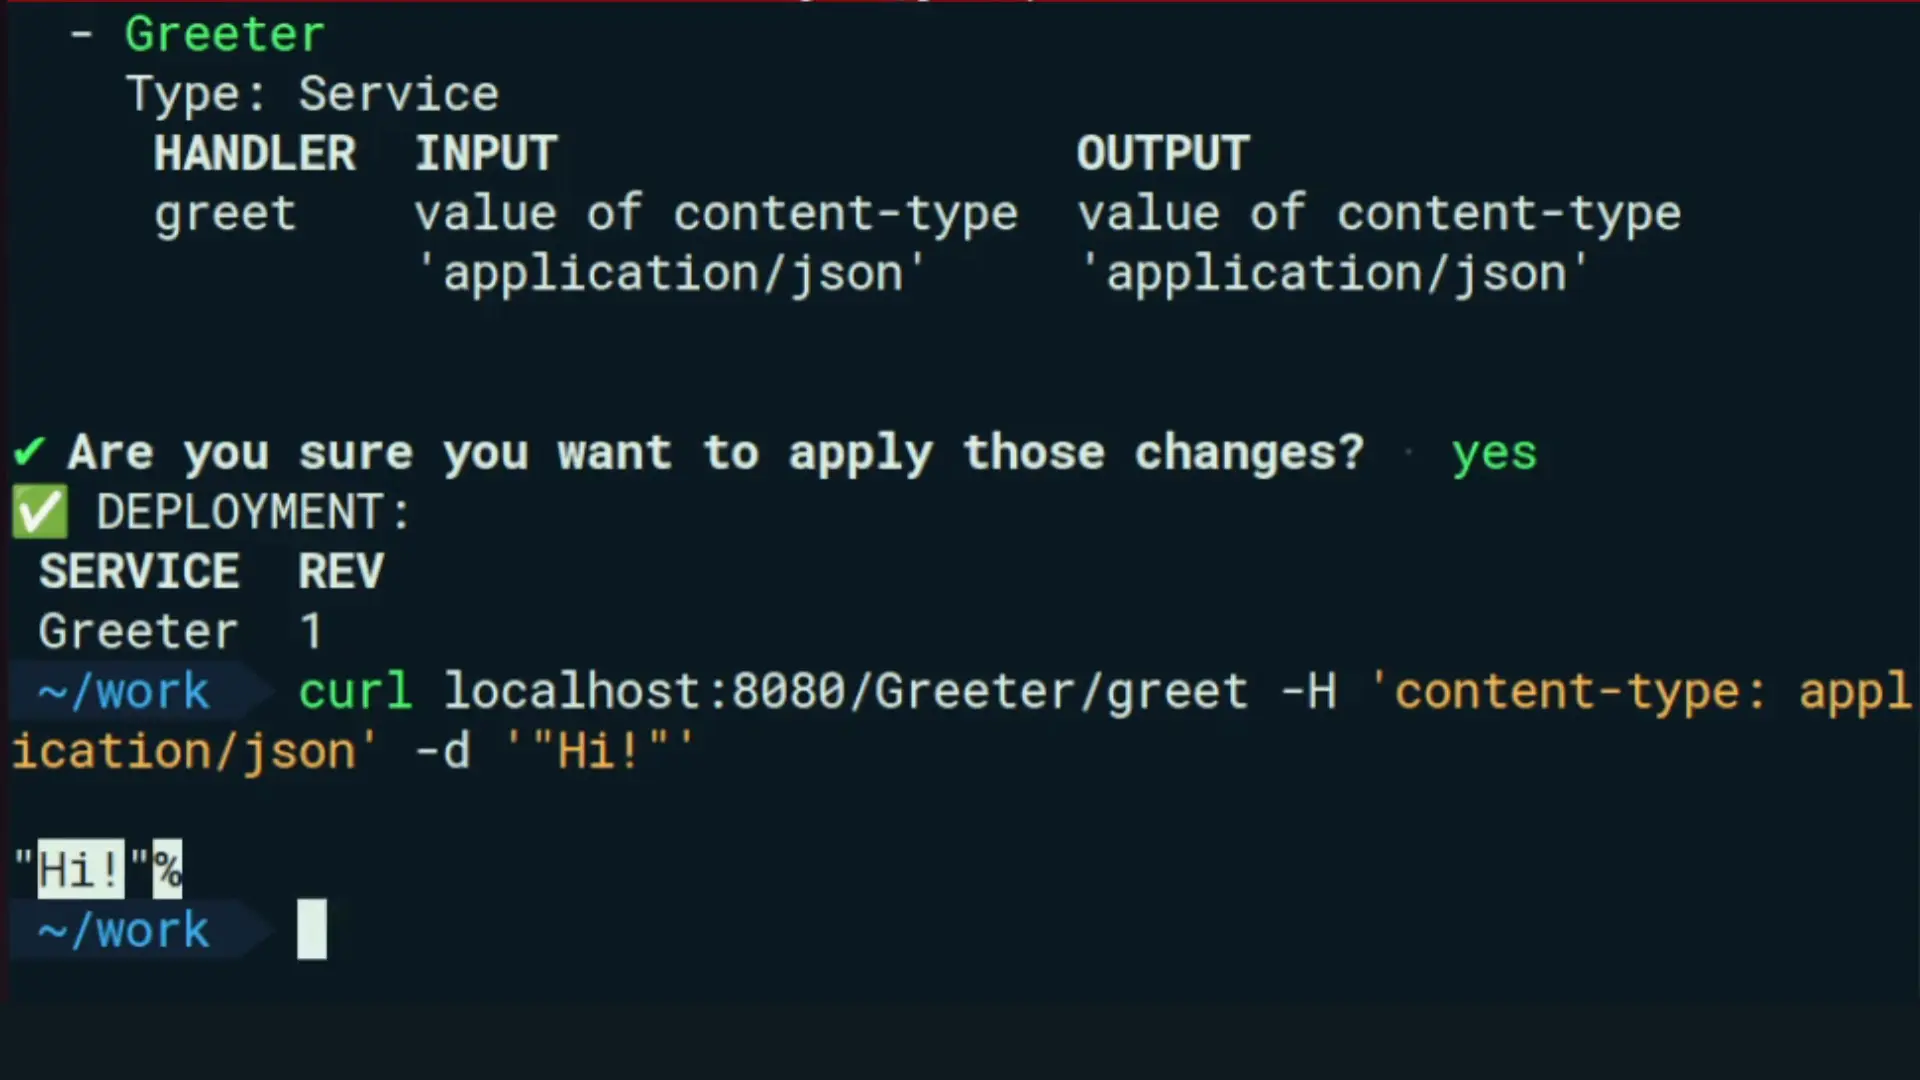 - Greeter
Type: Service
HANDLER INPUT OUTPUT
greet value of content-type value of content-type
'application/json' 'application/json'
✔ Are you sure you want to apply those changes? · yes
✅ DEPLOYMENT:
SERVICE REV
Greeter 1
~/work curl localhost:8080/Greeter/greet -H 'content-type: appl
ication/json' -d '"Hi!"'
"Hi!"%
~/work